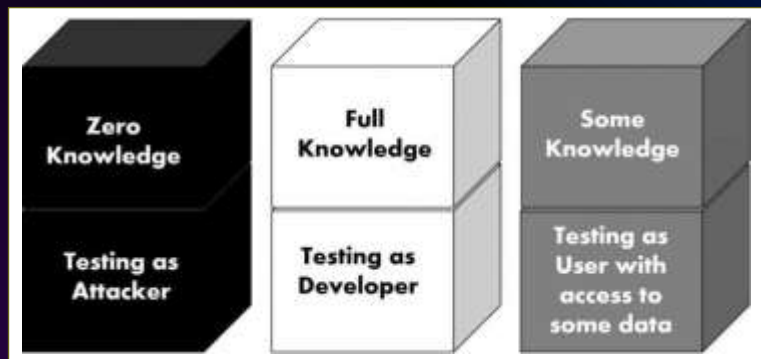 Zero
Knowledge
Testing as
Attacker
Full
Knowledge
Testing as
Developer
Some
Knowledge
Testing as
User with
access to
some data